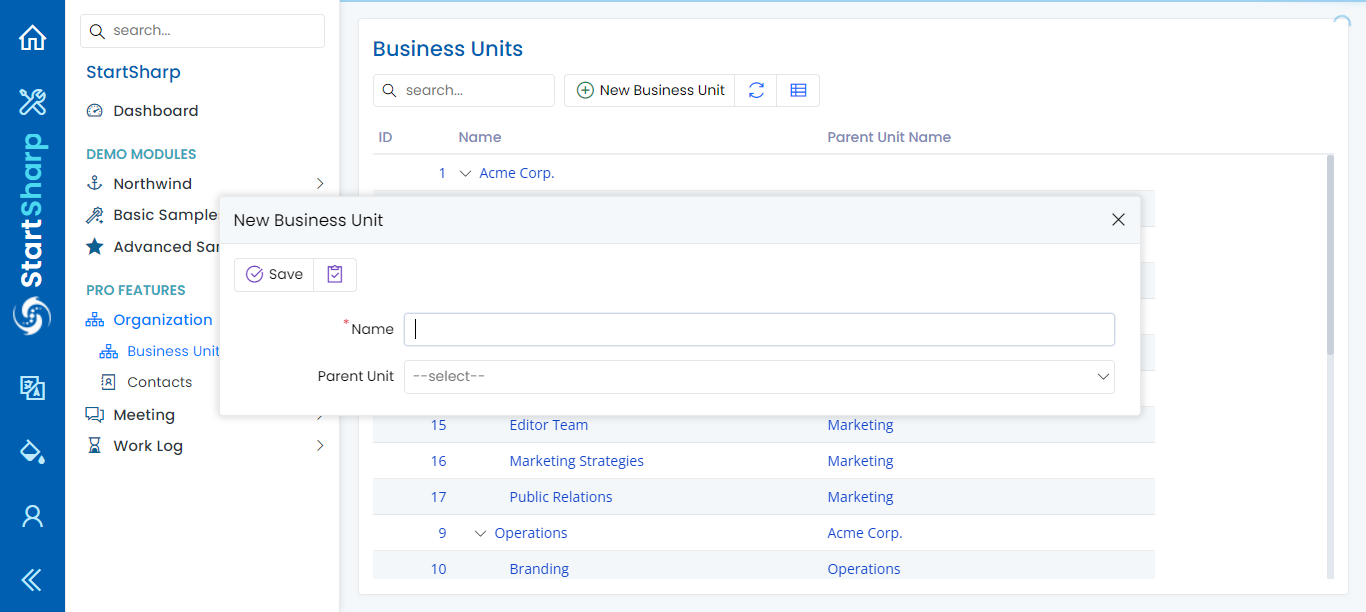 StartSharp
search...
StartSharp
Dashboard
DEMO MODULES
Northwind
Basic Sample
Advanced Sa
PRO FEATURES
Organization
Business Unit
Contacts
Meeting
Work Log
Business Units
search...
New Business Unit
ID Name Parent Unit Name
1 Acme Corp.
New Business Unit
Save
*Name
Parent Unit --select--
15 Editor Team Marketing
16 Marketing Strategies Marketing
17 Public Relations Marketing
9 Operations Acme Corp.
10 Branding Operations